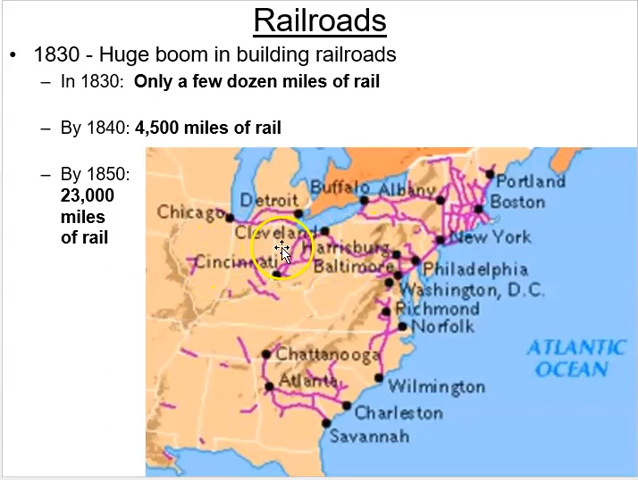 Railroads
• 1830 - Huge boom in building railroads
– In 1830: Only a few dozen miles of rail
– By 1840: 4,500 miles of rail
– By 1850:
23,000
miles
of rail
Portland
Buffalo
Albany
Detroit
Boston
Chicago
Cleveland
New York
Harrisburg
Cincinnati
Baltimore
Philadelphia
Washington, D.C.
Richmond
Norfolk
ATLANTIC
OCEAN
Chattanooga
Atlanta
Wilmington
Charleston
Savannah